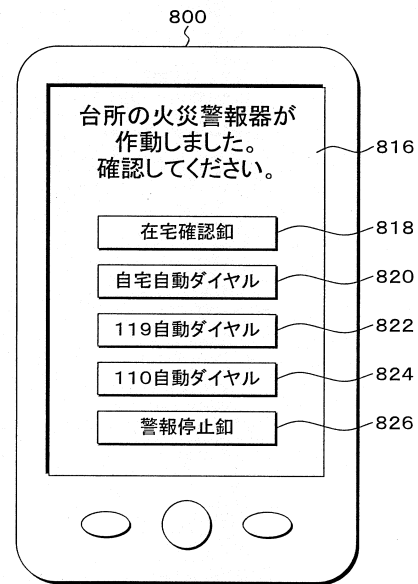 800
台所の火災警報器が
作動しました。
確認してください。
816
在宅確認釦
818
自宅自動ダイヤル
820
119自動ダイヤル
822
110自動ダイヤル
824
警報停止釦
826